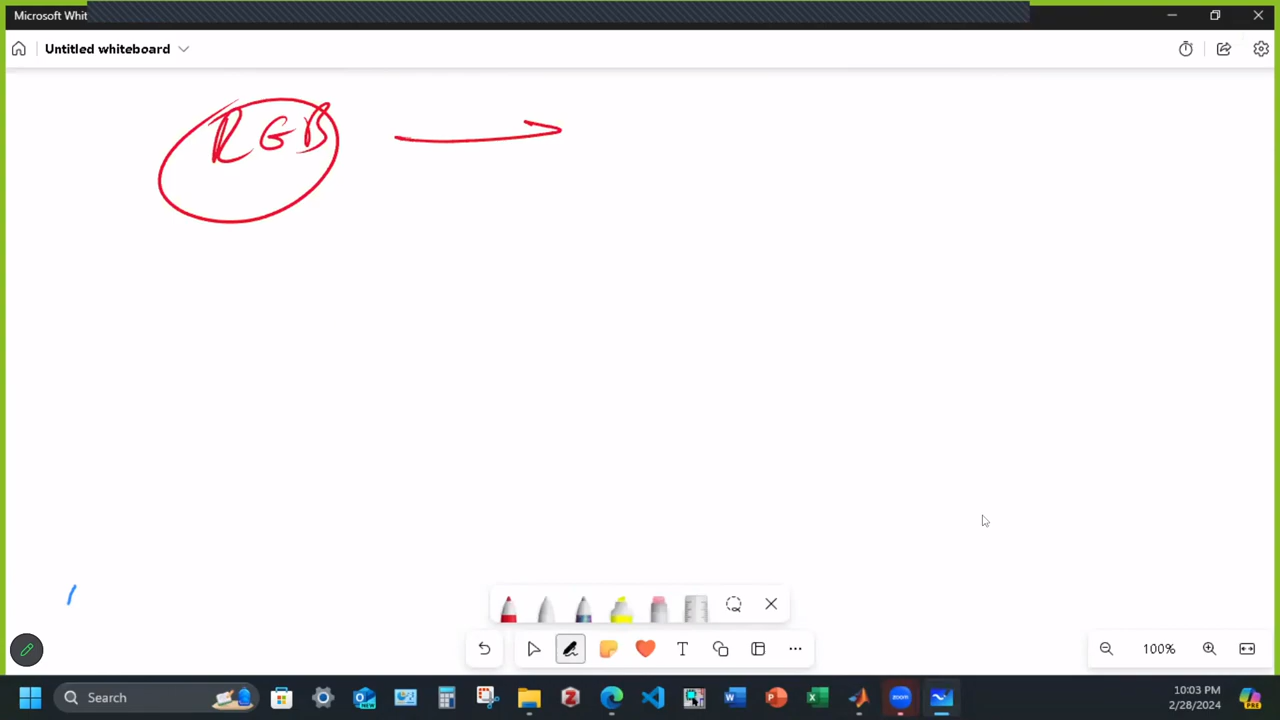 Microsoft Whit
Untitled whiteboard
RGB
100%
Search
10:03 PM
2/28/2024